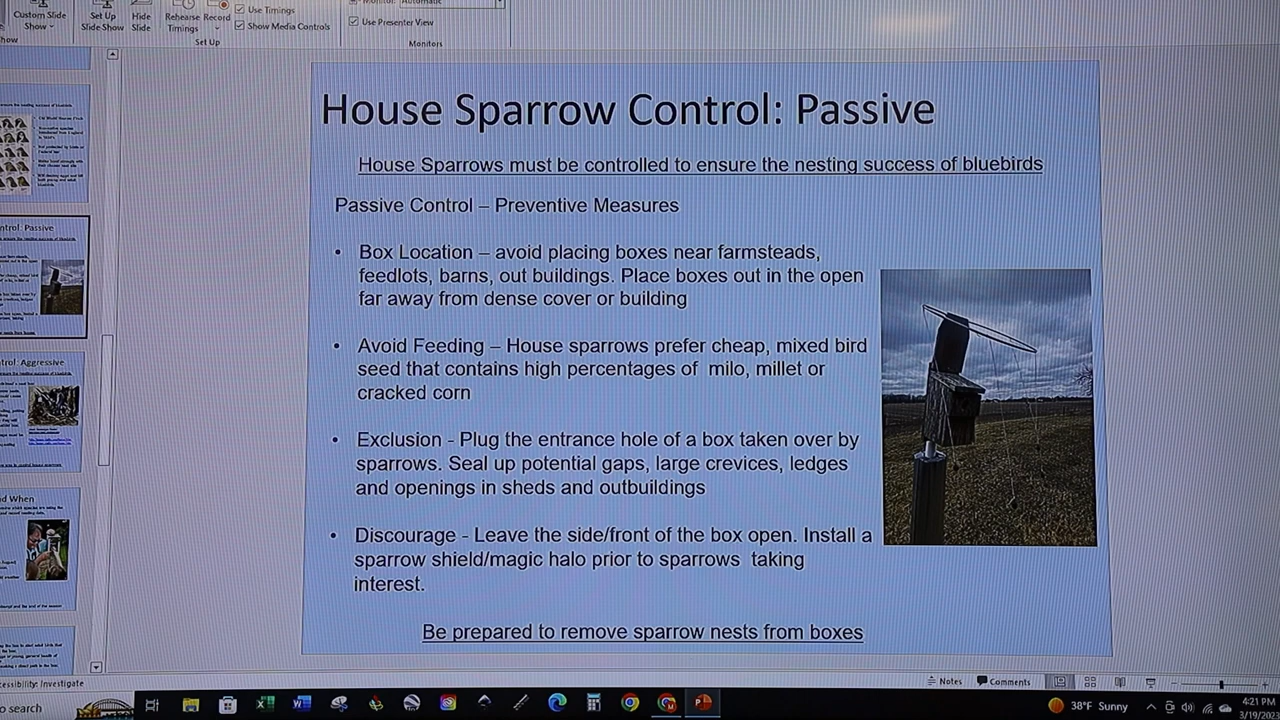 Custom Slide
Show
Set Up
Slide Show
Hide
Slide
Rehearse
Timings
Record
Use Timings
Show Media Controls
Set Up
Monitor:
Automatic
Use Presenter View
Monitors
House Sparrow Control: Passive
House Sparrows must be controlled to ensure the nesting success of bluebirds
Passive Control – Preventive Measures
• Box Location – avoid placing boxes near farmsteads,
feedlots, barns, out buildings. Place boxes out in the open
far away from dense cover or building
• Avoid Feeding – House sparrows prefer cheap, mixed bird
seed that contains high percentages of milo, millet or
cracked corn
• Exclusion - Plug the entrance hole of a box taken over by
sparrows. Seal up potential gaps, large crevices, ledges
and openings in sheds and outbuildings
• Discourage - Leave the side/front of the box open. Install a
sparrow shield/magic halo prior to sparrows taking
interest.
Be prepared to remove sparrow nests from boxes
ntrol: Passive
trol: Aggressive
nd When
cessibility: Investigate
Notes
Comments
o search
38°F Sunny
4:21 PM